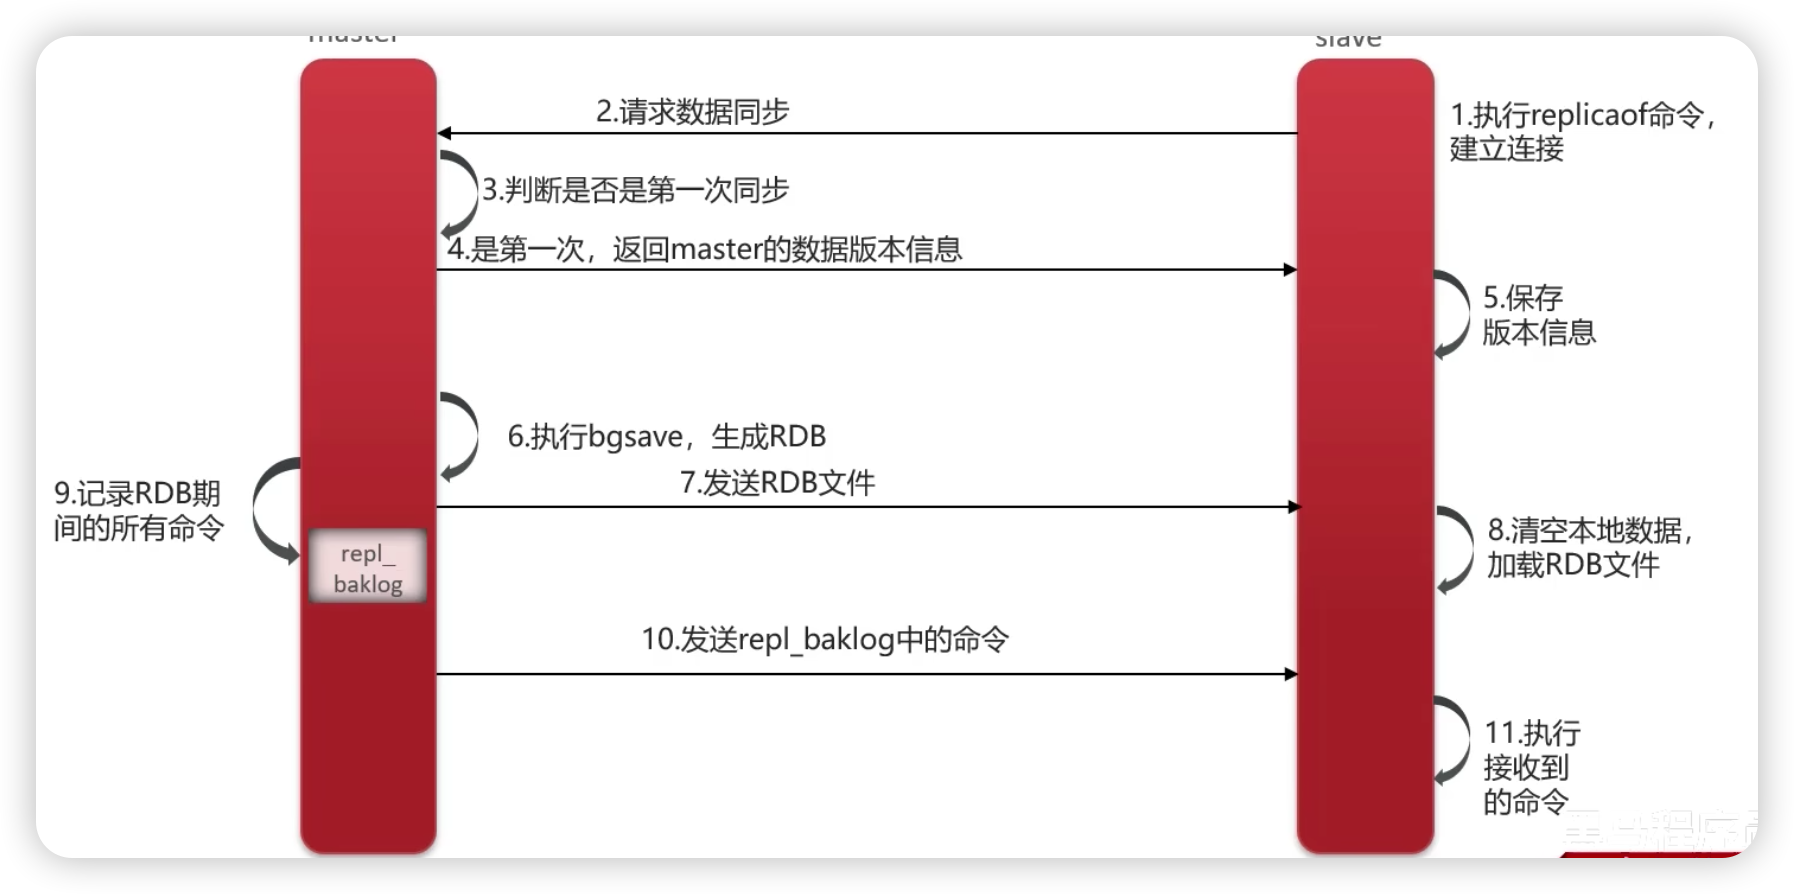 master
slave
2.请求数据同步
1.执行replicaof命令，
建立连接
3.判断是否是第一次同步
4.是第一次，返回master的数据版本信息
5.保存
版本信息
6.执行bgsave，生成RDB
7.发送RDB文件
9.记录RDB期
间的所有命令
8.清空本地数据，
加载RDB文件
repl_
baklog
10.发送repl_baklog中的命令
11.执行
接收到
的命令